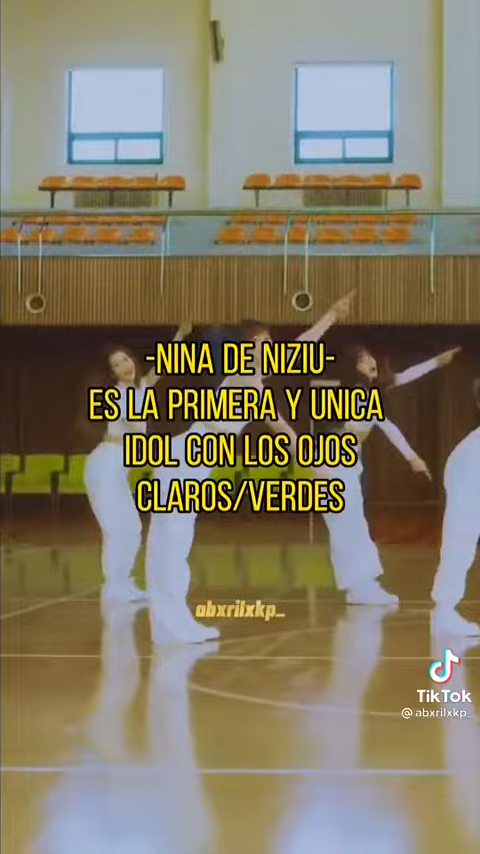 -NINA DE NIZIU-
ES LA PRIMERA Y UNICA
IDOL CON LOS OJOS
CLAROS/VERDES
abxrilxkp_
TikTok
@abxrilxkp_